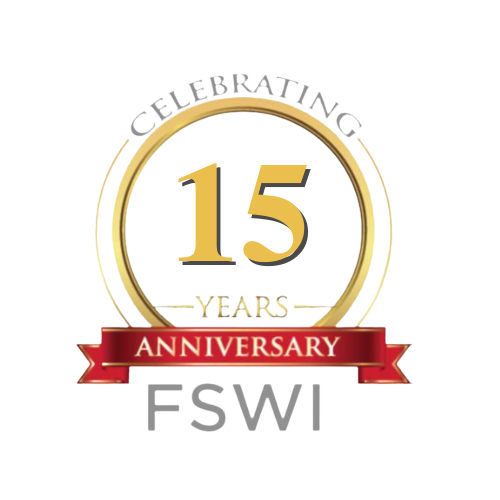 CELEBRATING
15
YEARS
ANNIVERSARY
FSWI